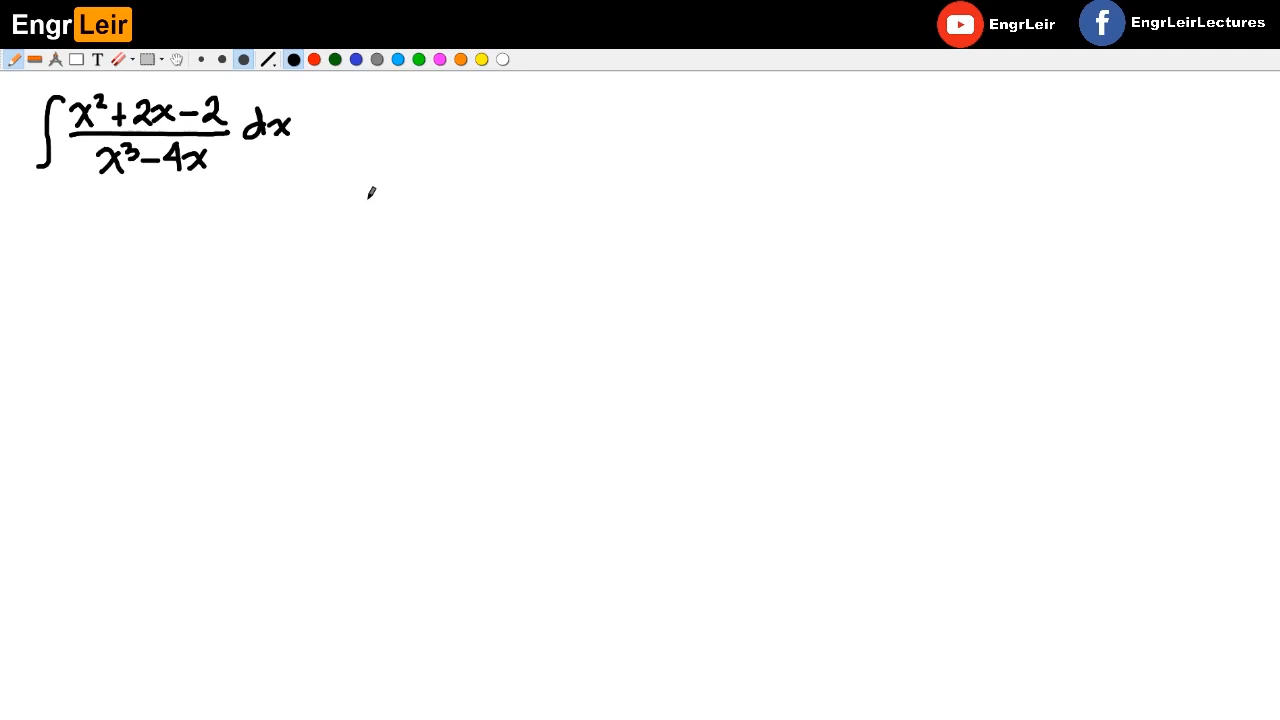 EngrLeir
EngrLeir
EngrLeirLectures
T
∫ x²+2x-2 / x³-4x dx